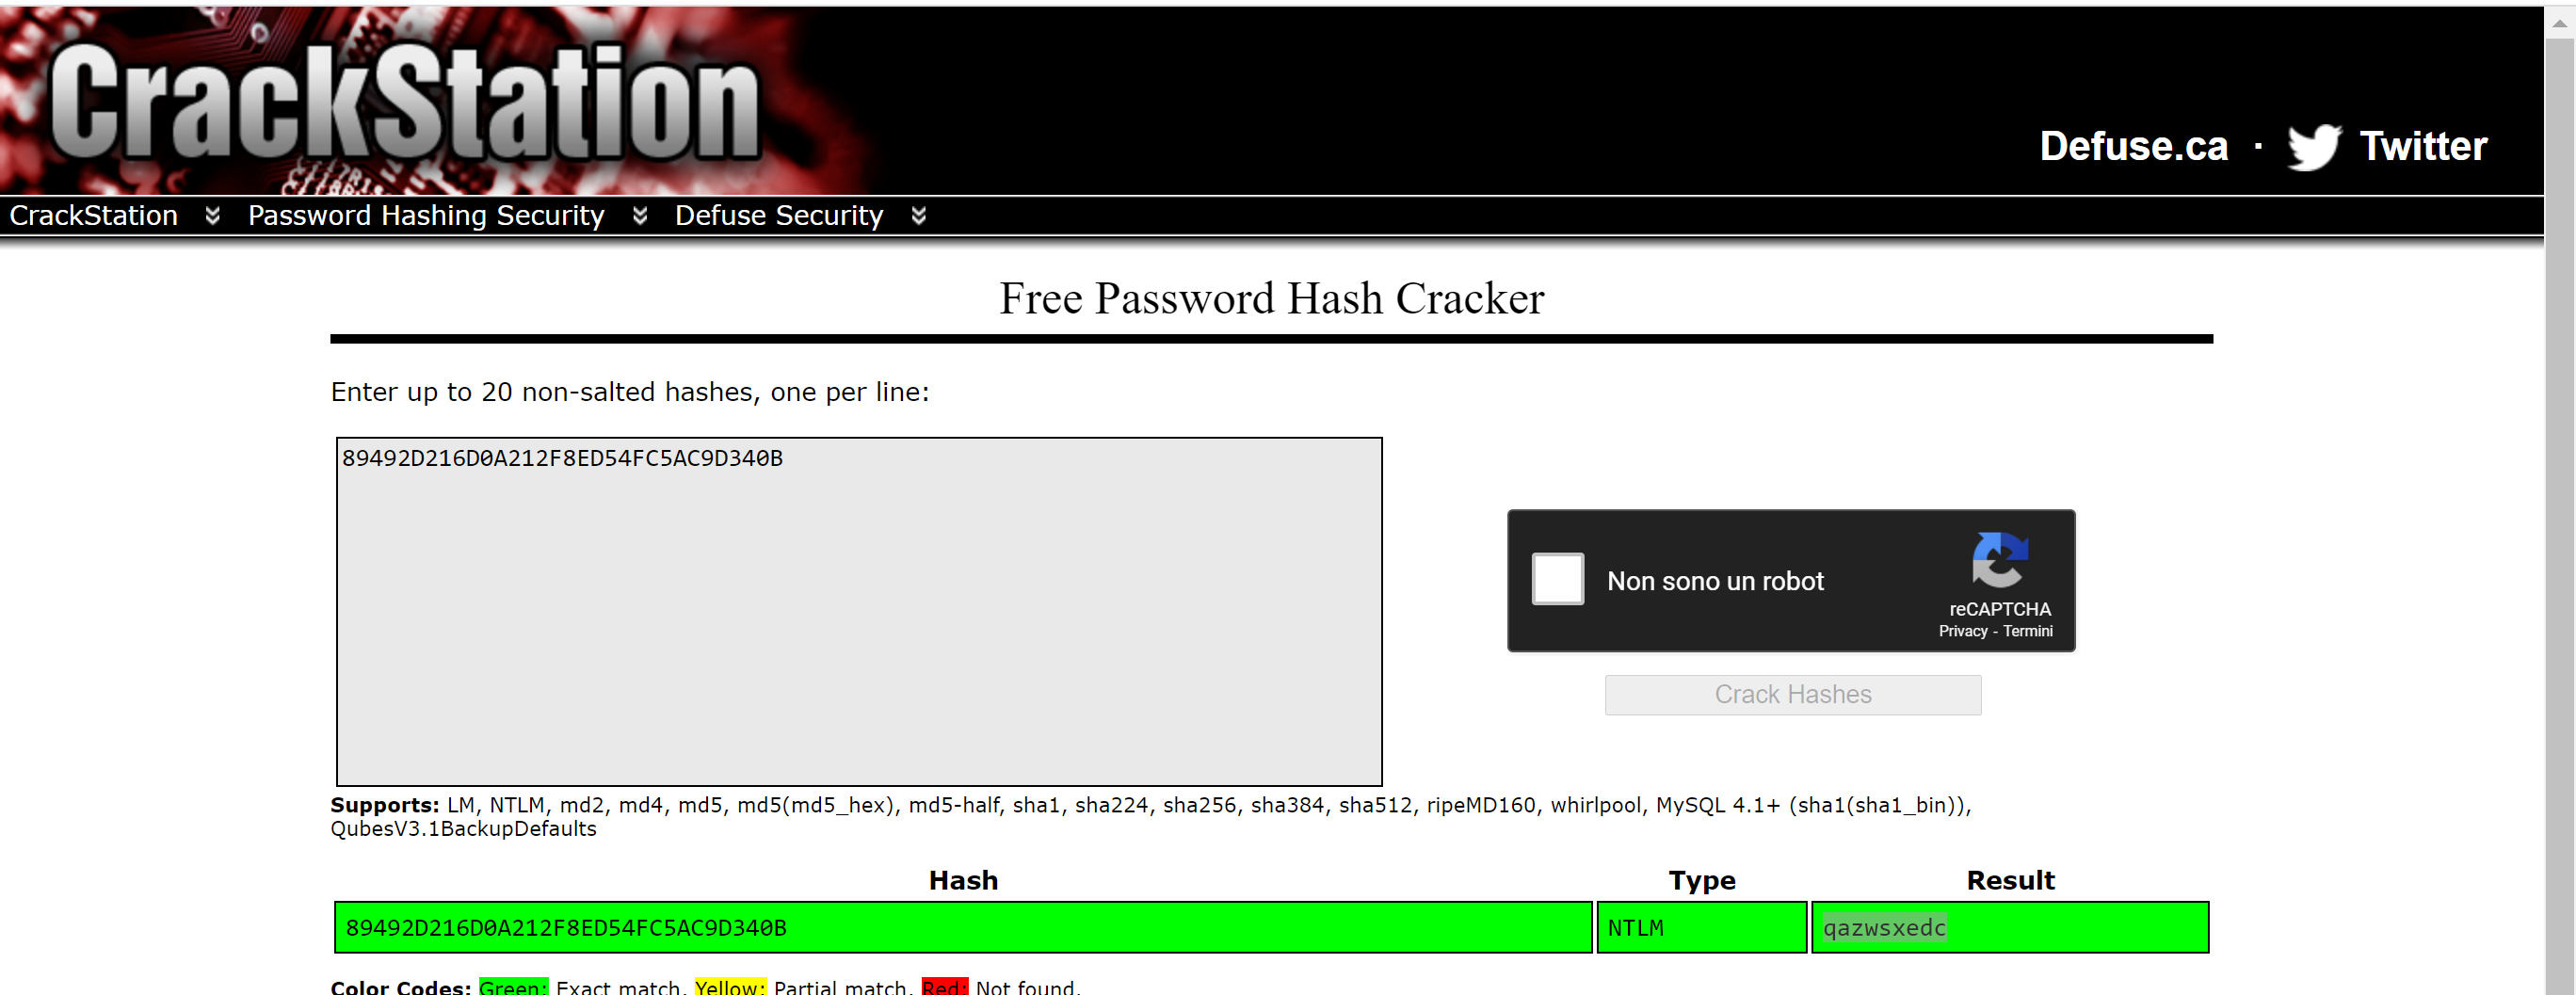 CrackStation
Defuse.ca · Twitter
CrackStation Password Hashing Security Defuse Security
Free Password Hash Cracker
Enter up to 20 non-salted hashes, one per line:
89492D216D0A212F8ED54FC5AC9D340B
Non sono un robot
reCAPTCHA
Privacy - Termini
Crack Hashes
Supports: LM, NTLM, md2, md4, md5, md5(md5_hex), md5-half, sha1, sha224, sha256, sha384, sha512, ripeMD160, whirlpool, MySQL 4.1+ (sha1(sha1_bin)),
QubesV3.1BackupDefaults
Hash Type Result
89492D216D0A212F8ED54FC5AC9D340B NTLM qazwsxedc
Color Codes: Green: Exact match, Yellow: Partial match, Red: Not found.